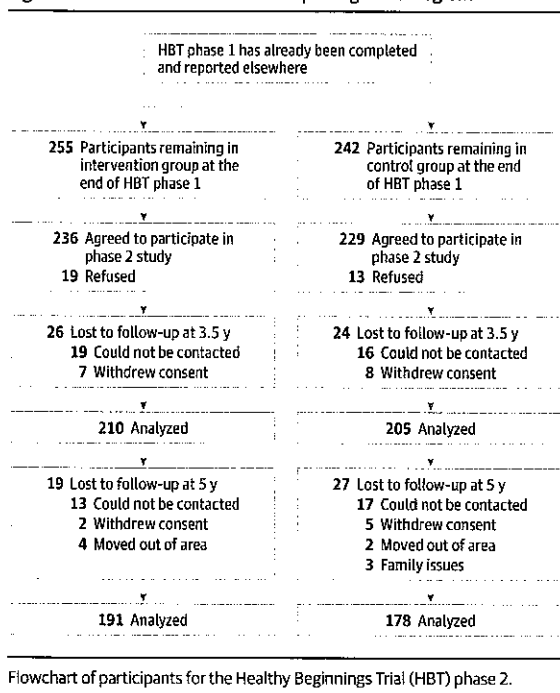 HBT phase 1 has already been completed
and reported elsewhere
255 Participants remaining in
intervention group at the
end of HBT phase 1
242 Participants remaining in
control group at the end
of HBT phase 1
236 Agreed to participate in
phase 2 study
19 Refused
229 Agreed to participate in
phase 2 study
13 Refused
26 Lost to follow-up at 3.5 y
19 Could not be contacted
7 Withdrew consent
24 Lost to follow-up at 3.5 y
16 Could not be contacted
8 Withdrew consent
210 Analyzed
205 Analyzed
19 Lost to follow-up at 5 y
13 Could not be contacted
2 Withdrew consent
4 Moved out of area
27 Lost to follow-up at 5 y
17 Could not be contacted
5 Withdrew consent
2 Moved out of area
3 Family issues
191 Analyzed
178 Analyzed
Flowchart of participants for the Healthy Beginnings Trial (HBT) phase 2.